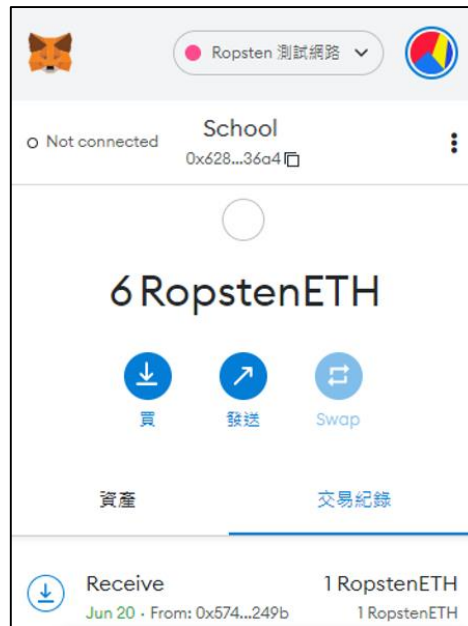 Ropsten 測試網路
Not connected
School
0x628...36a4
6 RopstenETH
買
發送
Swap
資產
交易紀錄
Receive
1 RopstenETH
Jun 20 · From: 0x574...249b
1 RopstenETH